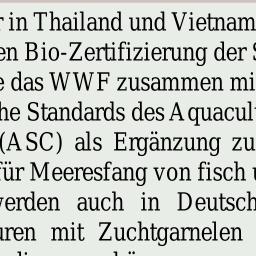 in Thailand und Vietnam
en Bio-Zertifizierung der
das WWF zusammen mi
he Standards des Aquacul
(ASC) als Ergänzung zu
für Meeresfang von fisch
werden auch in Deutsch
uren mit Zuchtgarnelen